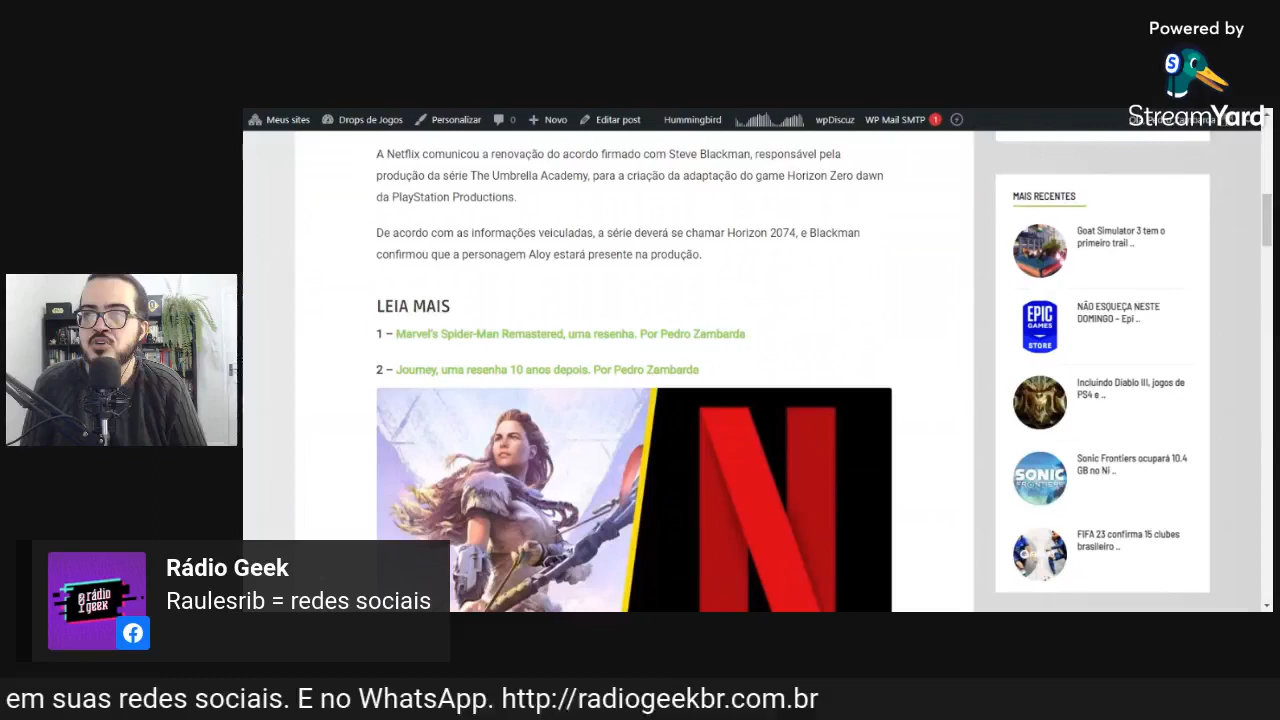 Powered by
StreamYard
Meus sites
Drops de Jogos
Personalizar
0
Novo
Editar post
Hummingbird
wpDiscuz
WP Mail SMTP
1
A Netflix comunicou a renovação do acordo firmado com Steve Blackman, responsável pela
produção da série The Umbrella Academy, para a criação da adaptação do game Horizon Zero dawn
da PlayStation Productions.
De acordo com as informações veiculadas, a série deverá se chamar Horizon 2074, e Blackman
confirmou que a personagem Aloy estará presente na produção.
LEIA MAIS
1 – Marvel's Spider-Man Remastered, uma resenha. Por Pedro Zambarda
2 – Journey, uma resenha 10 anos depois. Por Pedro Zambarda
MAIS RECENTES
Goat Simulator 3 tem o
primeiro trail ..
EPIC
GAMES
STORE
NÃO ESQUEÇA NESTE
DOMINGO – Epi ..
Incluindo Diablo III, jogos de
PS4 e ..
SONIC
FRONTIERS
Sonic Frontiers ocupará 10.4
GB no Ni ..
FIFA 23 confirma 15 clubes
brasileiro ..
rádio
geek
Rádio Geek
Raulesrib = redes sociais
em suas redes sociais. E no WhatsApp. http://radiogeekbr.com.br